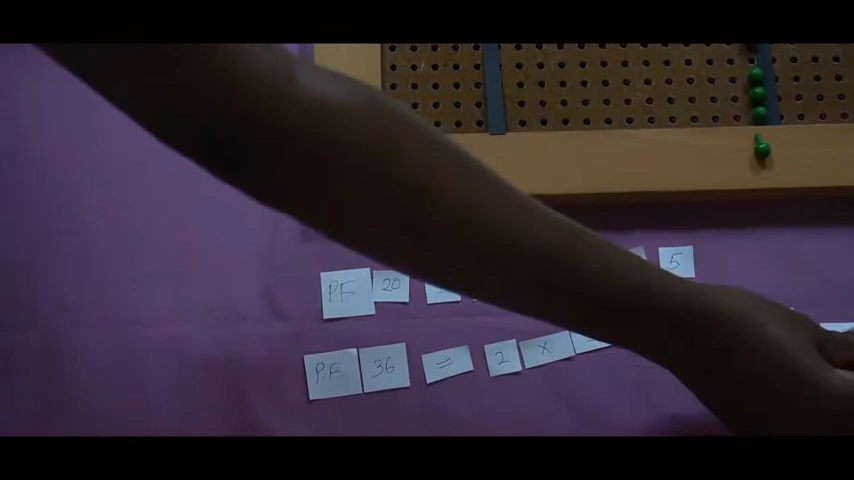 PF 20 = 5
PF 36 = 2 x